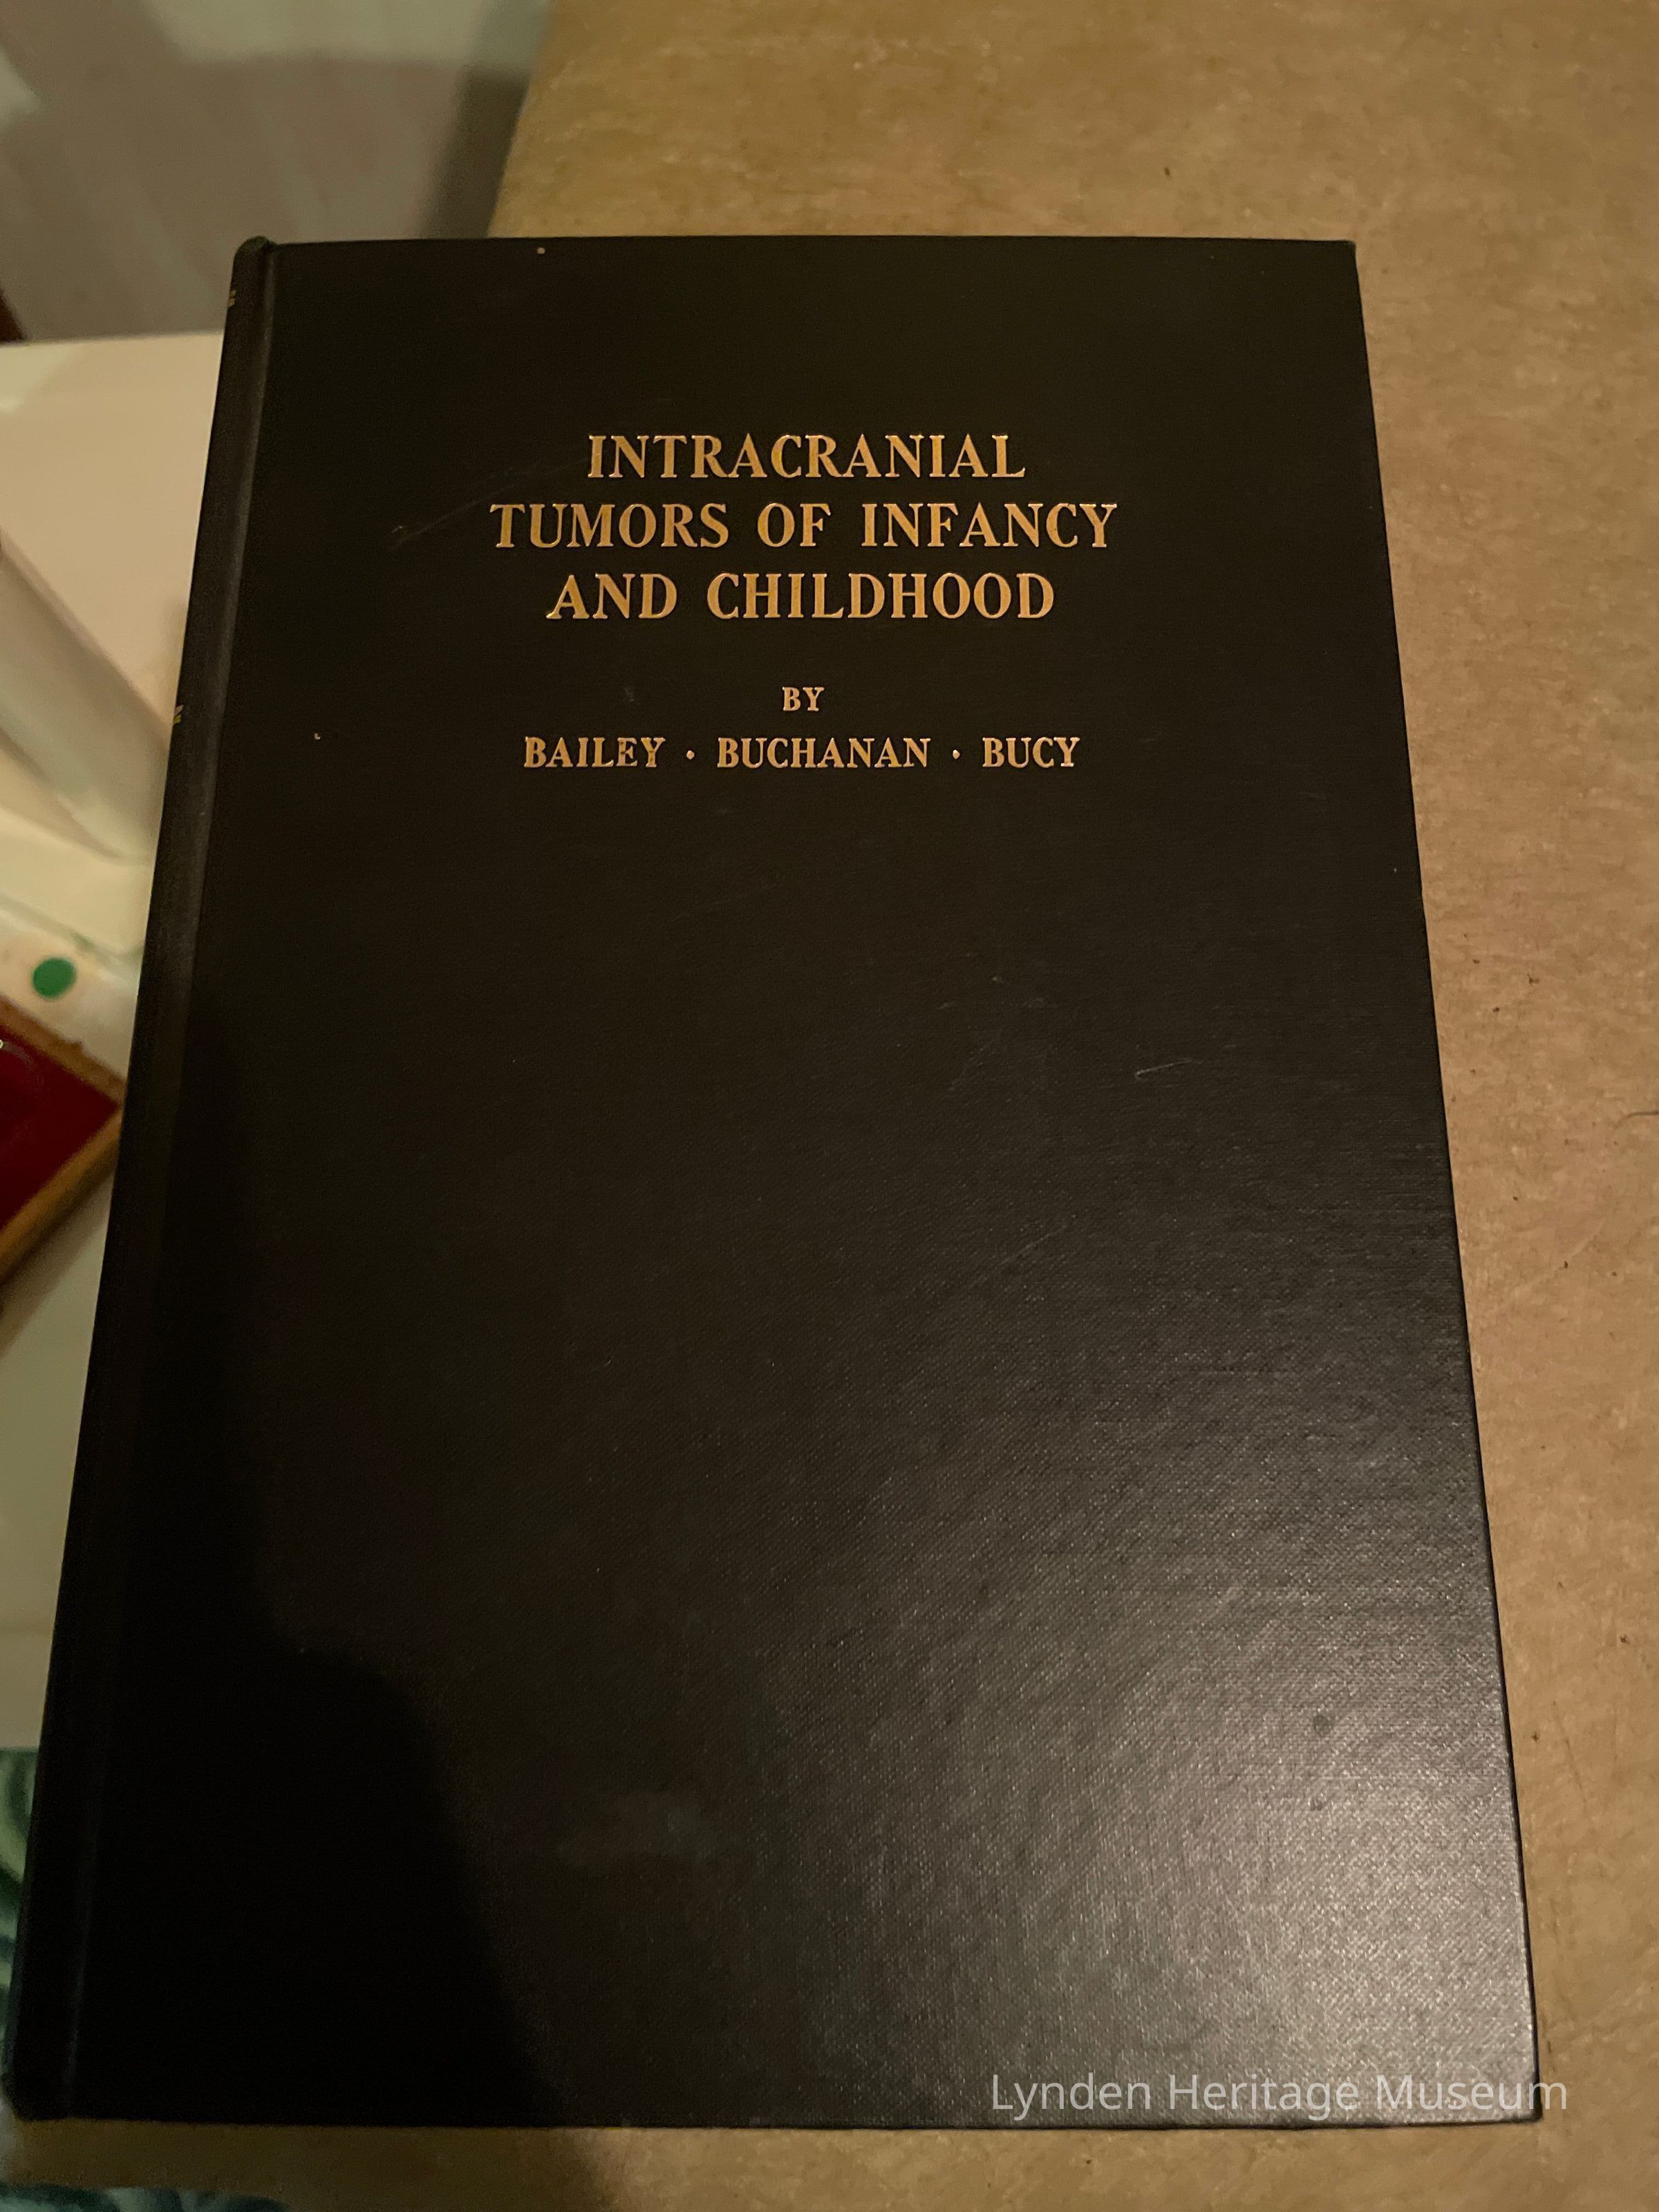 INTRACRANIAL
TUMORS OF INFANCY
AND CHILDHOOD
BY
BAILEY · BUCHANAN · BUCY
Lynden Heritage Museum